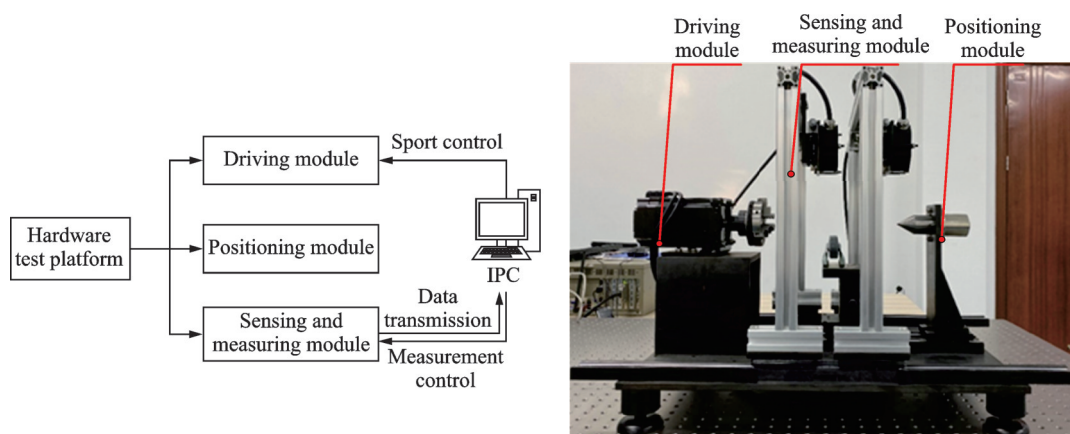 Hardware
test platform
Driving module
Positioning module
Sensing and
measuring module
Sport control
IPC
Data
transmission
Measurement
control
Driving
module
Sensing and
measuring module
Positioning
module